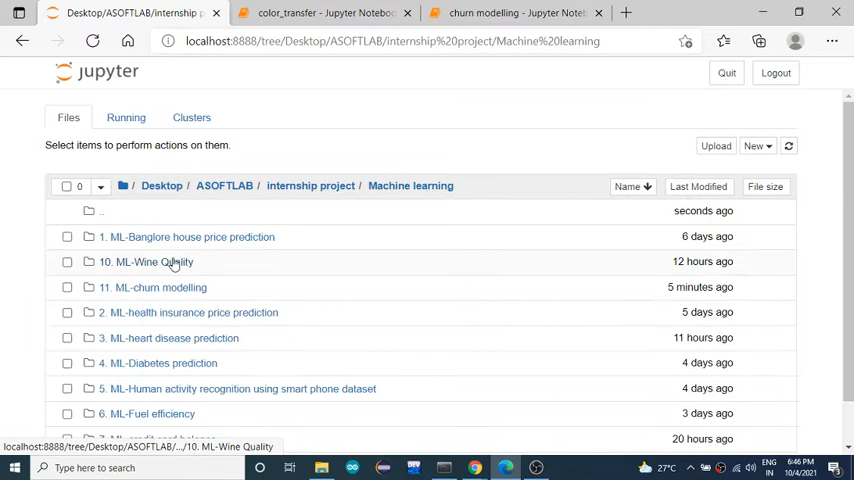 Desktop/ASOFTLAB/internship p
color_transfer - Jupyter Noteboo
churn modelling - Jupyter Noteb
localhost:8888/tree/Desktop/ASOFTLAB/internship%20project/Machine%20learning
jupyter
Quit
Logout
Files
Running
Clusters
Select items to perform actions on them.
Upload
New
0
/ Desktop / ASOFTLAB / internship project / Machine learning
Name
Last Modified
File size
..
seconds ago
1. ML-Banglore house price prediction
6 days ago
10. ML-Wine Quality
12 hours ago
11. ML-churn modelling
5 minutes ago
2. ML-health insurance price prediction
5 days ago
3. ML-heart disease prediction
11 hours ago
4. ML-Diabetes prediction
4 days ago
5. ML-Human activity recognition using smart phone dataset
4 days ago
6. ML-Fuel efficiency
3 days ago
20 hours ago
localhost:8888/tree/Desktop/ASOFTLAB/.../10. ML-Wine Quality
Type here to search
27°C
ENG
IN
6:46 PM
10/4/2021
3